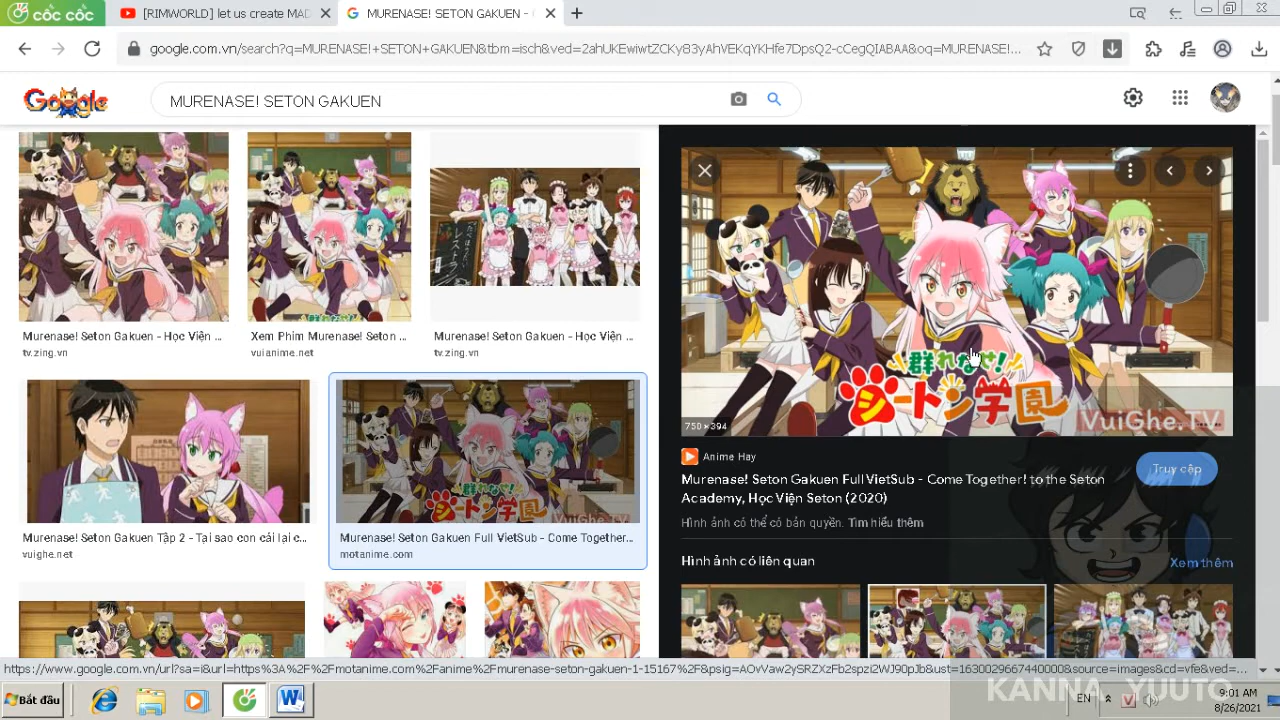 cốc cốc
[RIMWORLD] let us create MAD
MURENASE! SETON GAKUEN -
google.com.vn/search?q=MURENASE!+SETON+GAKUEN&tbm=isch&ved=2ahUKEwiwtZCKy83yAhVEkqYKHfe7DpsQ2-cCegQIABAA&oq=MURENASE!...
Google
MURENASE! SETON GAKUEN
Murenase! Seton Gakuen - Học Viện ...
tv.zing.vn
Xem Phim Murenase! Seton ...
vuianime.net
Murenase! Seton Gakuen - Học Viện ...
tv.zing.vn
群れなせ!
シートン学園
VuiGhe.TV
750×394
Anime Hay
Truy cập
Murenase! Seton Gakuen Full VietSub - Come Together! to the Seton
Academy, Học Viện Seton (2020)
Hình ảnh có thể có bản quyền. Tìm hiểu thêm
Murenase! Seton Gakuen Tập 2 - Tại sao con cái lại c...
vuighe.net
Murenase! Seton Gakuen Full VietSub - Come Together...
motanime.com
Hình ảnh có liên quan
Xem thêm
https://www.google.com.vn/url?sa=i&url=https%3A%2F%2Fmotanime.com%2Fanime%2Fmurenase-seton-gakuen-1-15167%2F&psig=AOvVaw2ySRZXzFb2spzi2WJ90pJb&ust=1630026674400000&source=images&cd=vfe&ved=...
Bắt đầu
KANNA YUUTO
EN
9:01 AM
8/26/2021